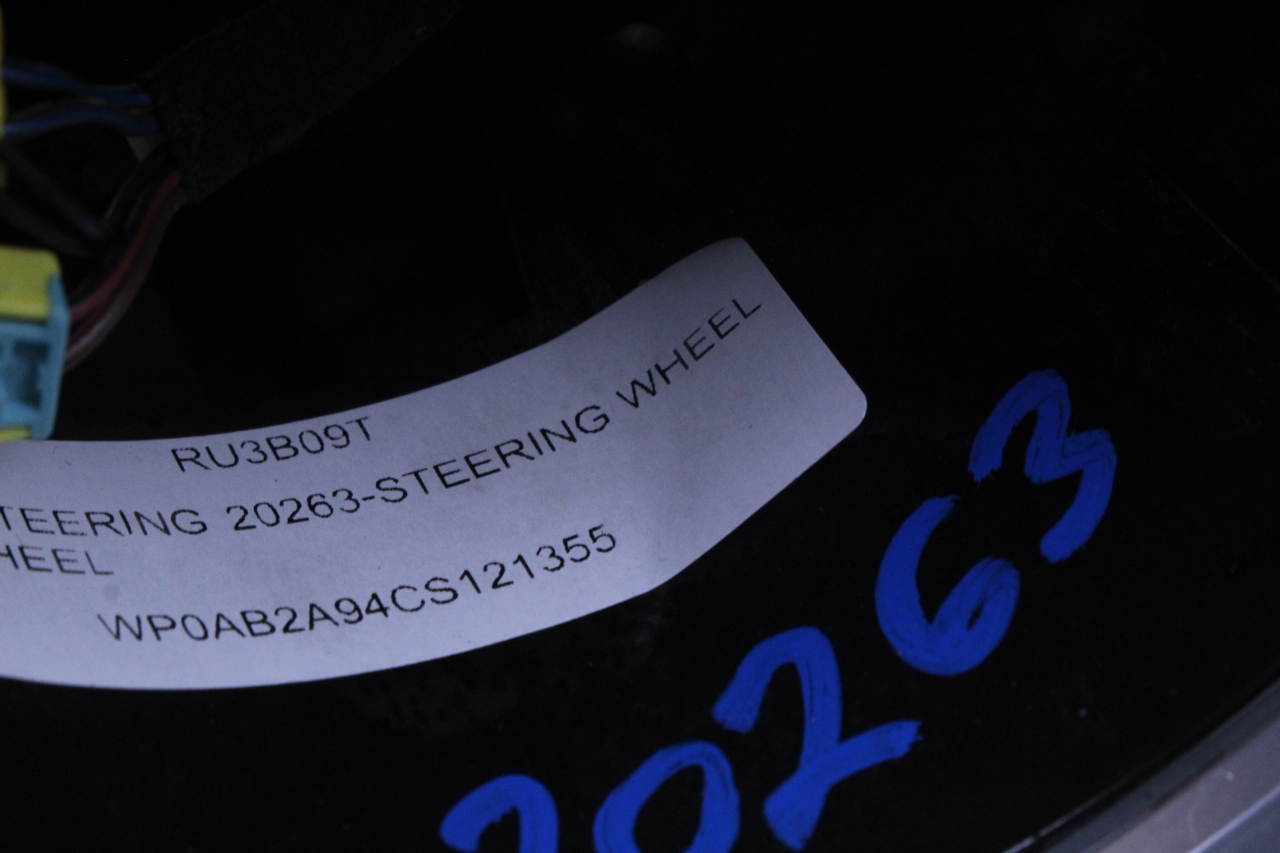 RU3B09T
TEERING 20263-STEERING WHEEL
HEEL
WP0AB2A94CS121355
20263